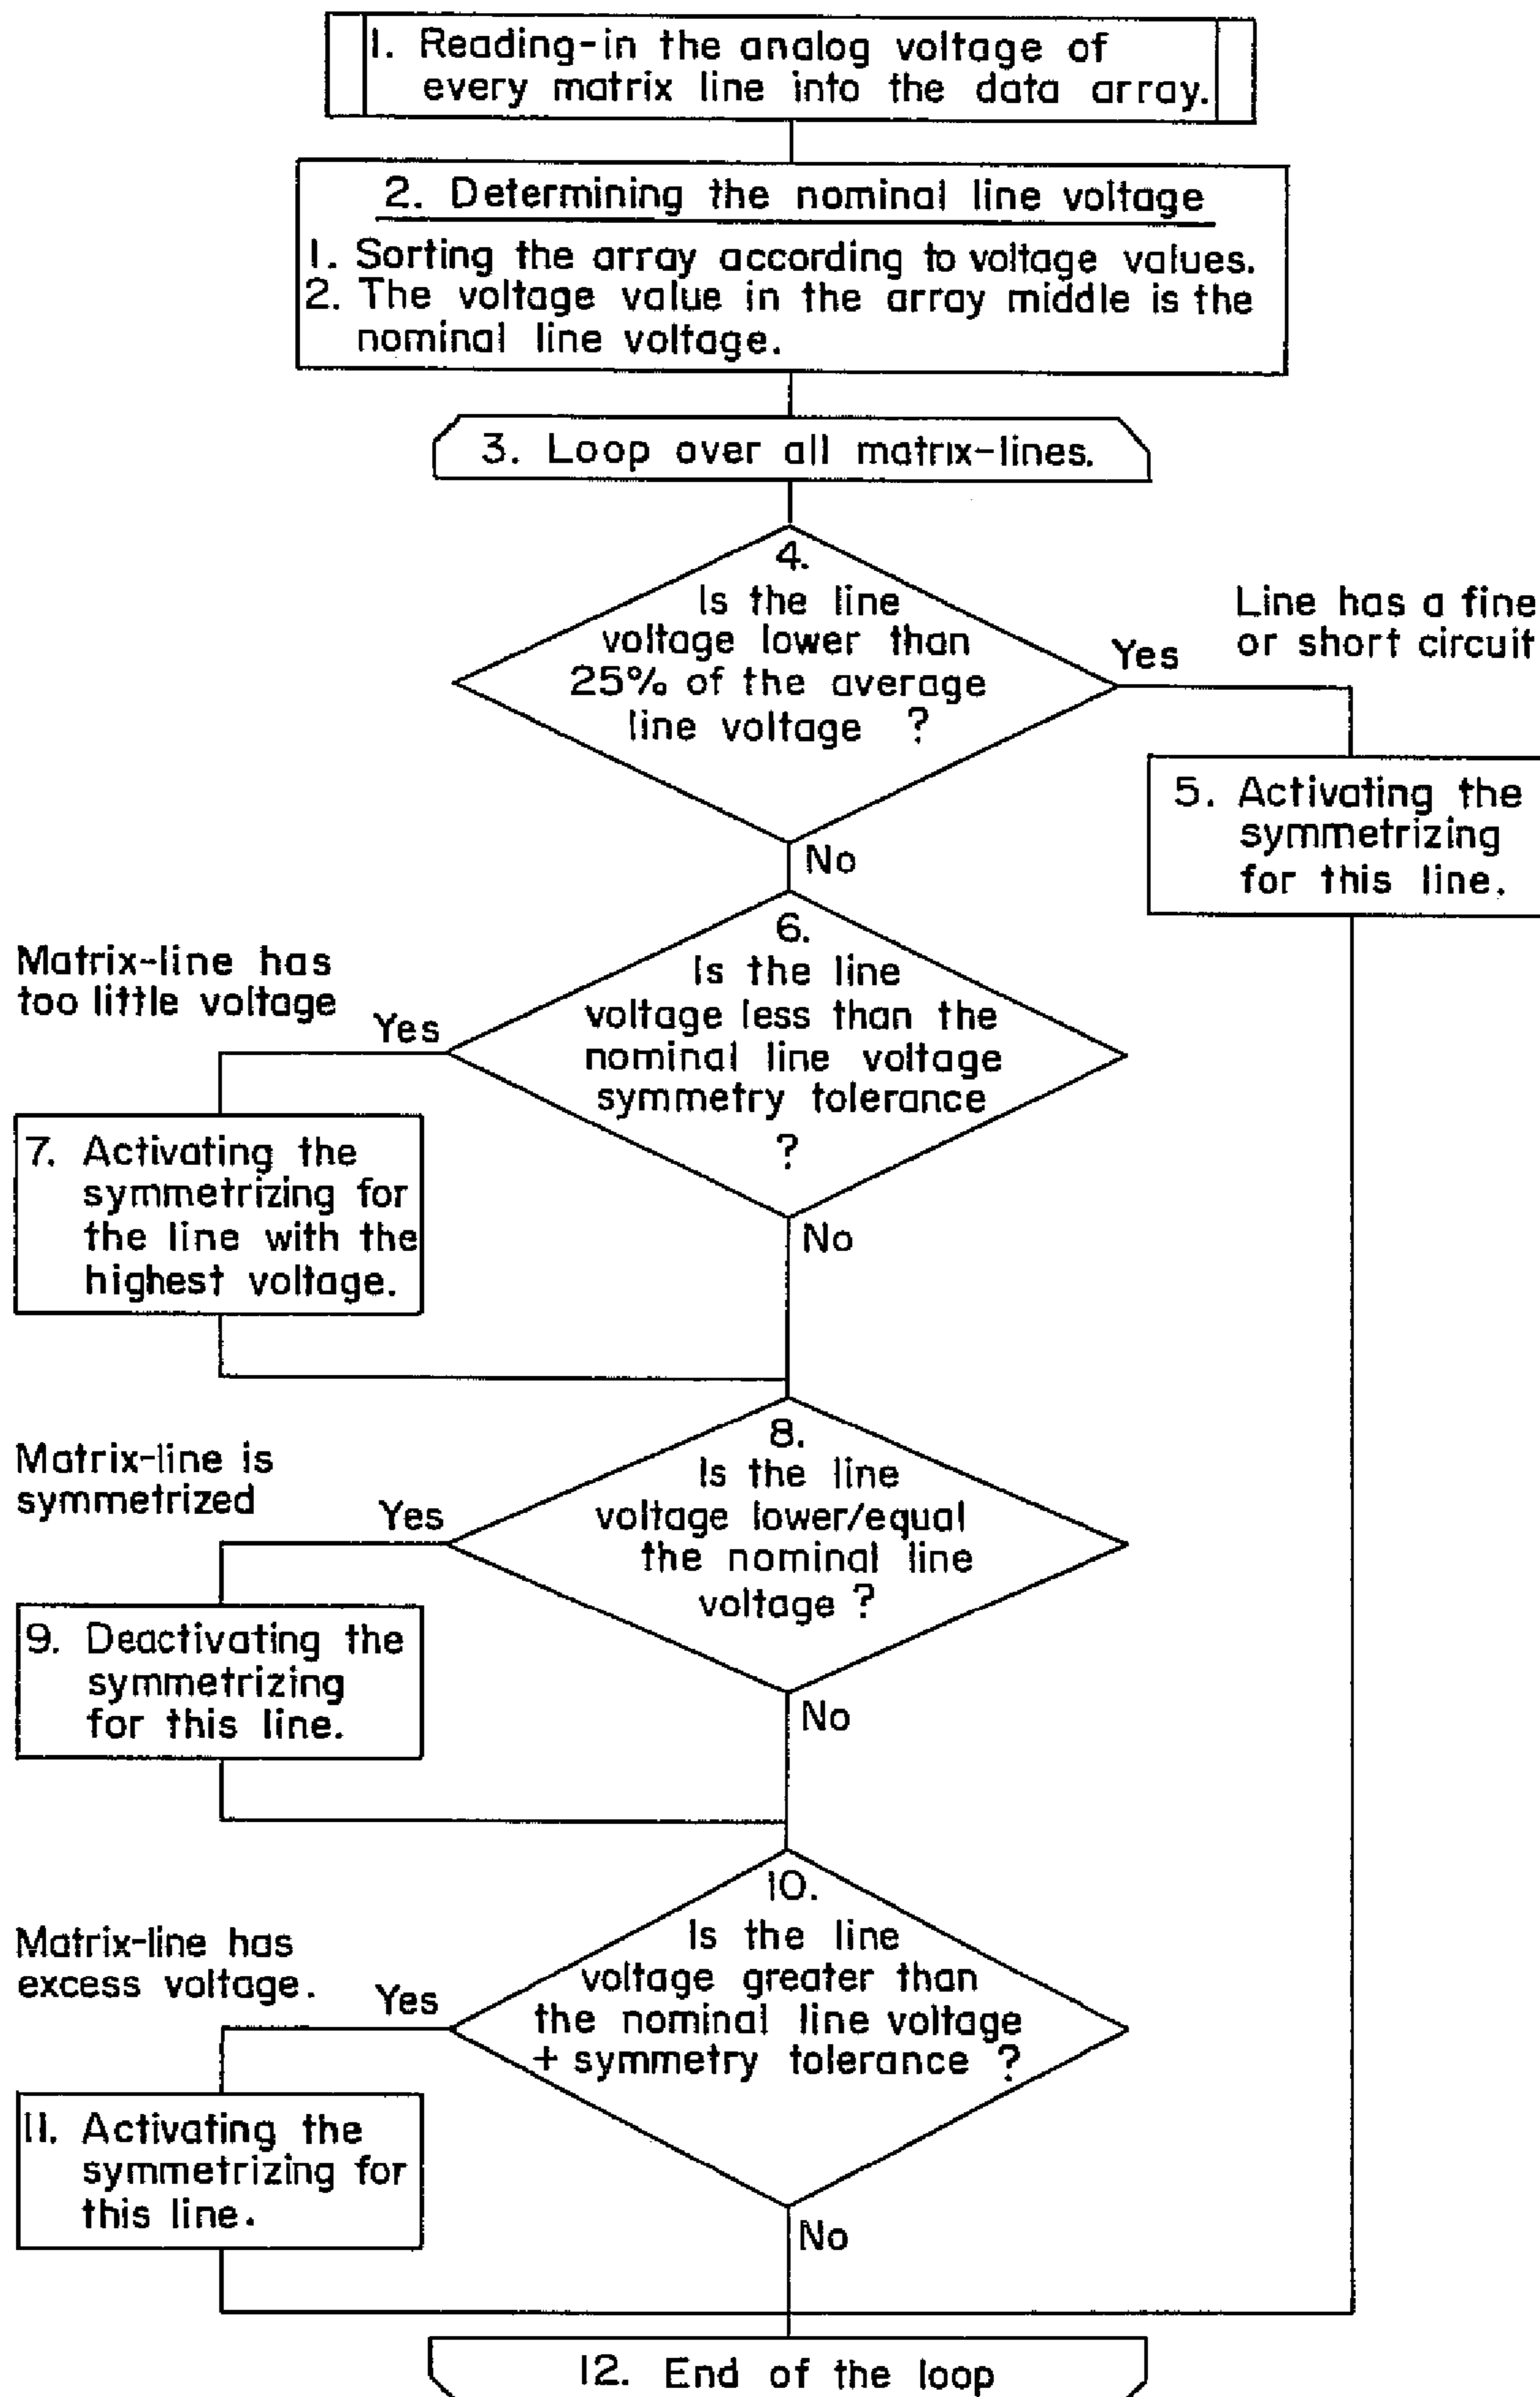 1. Reading-in the analog voltage of
every matrix line into the data array.
2. Determining the nominal line voltage
1. Sorting the array according to voltage values.
2. The voltage value in the array middle is the
nominal line voltage.
3. Loop over all matrix-lines.
4.
Is the line
voltage lower than
25% of the average
line voltage ?
Yes
Line has a fine
or short circuit
5. Activating the
symmetrizing
for this line.
No
6.
Is the line
voltage less than the
nominal line voltage
symmetry tolerance
?
Matrix-line has
too little voltage
Yes
7. Activating the
symmetrizing for
the line with the
highest voltage.
No
8.
Is the line
voltage lower/equal
the nominal line
voltage ?
Matrix-line is
symmetrized
Yes
9. Deactivating the
symmetrizing
for this line.
No
10.
Is the line
voltage greater than
the nominal line voltage
+ symmetry tolerance ?
Matrix-line has
excess voltage.
Yes
11. Activating the
symmetrizing for
this line.
No
12. End of the loop